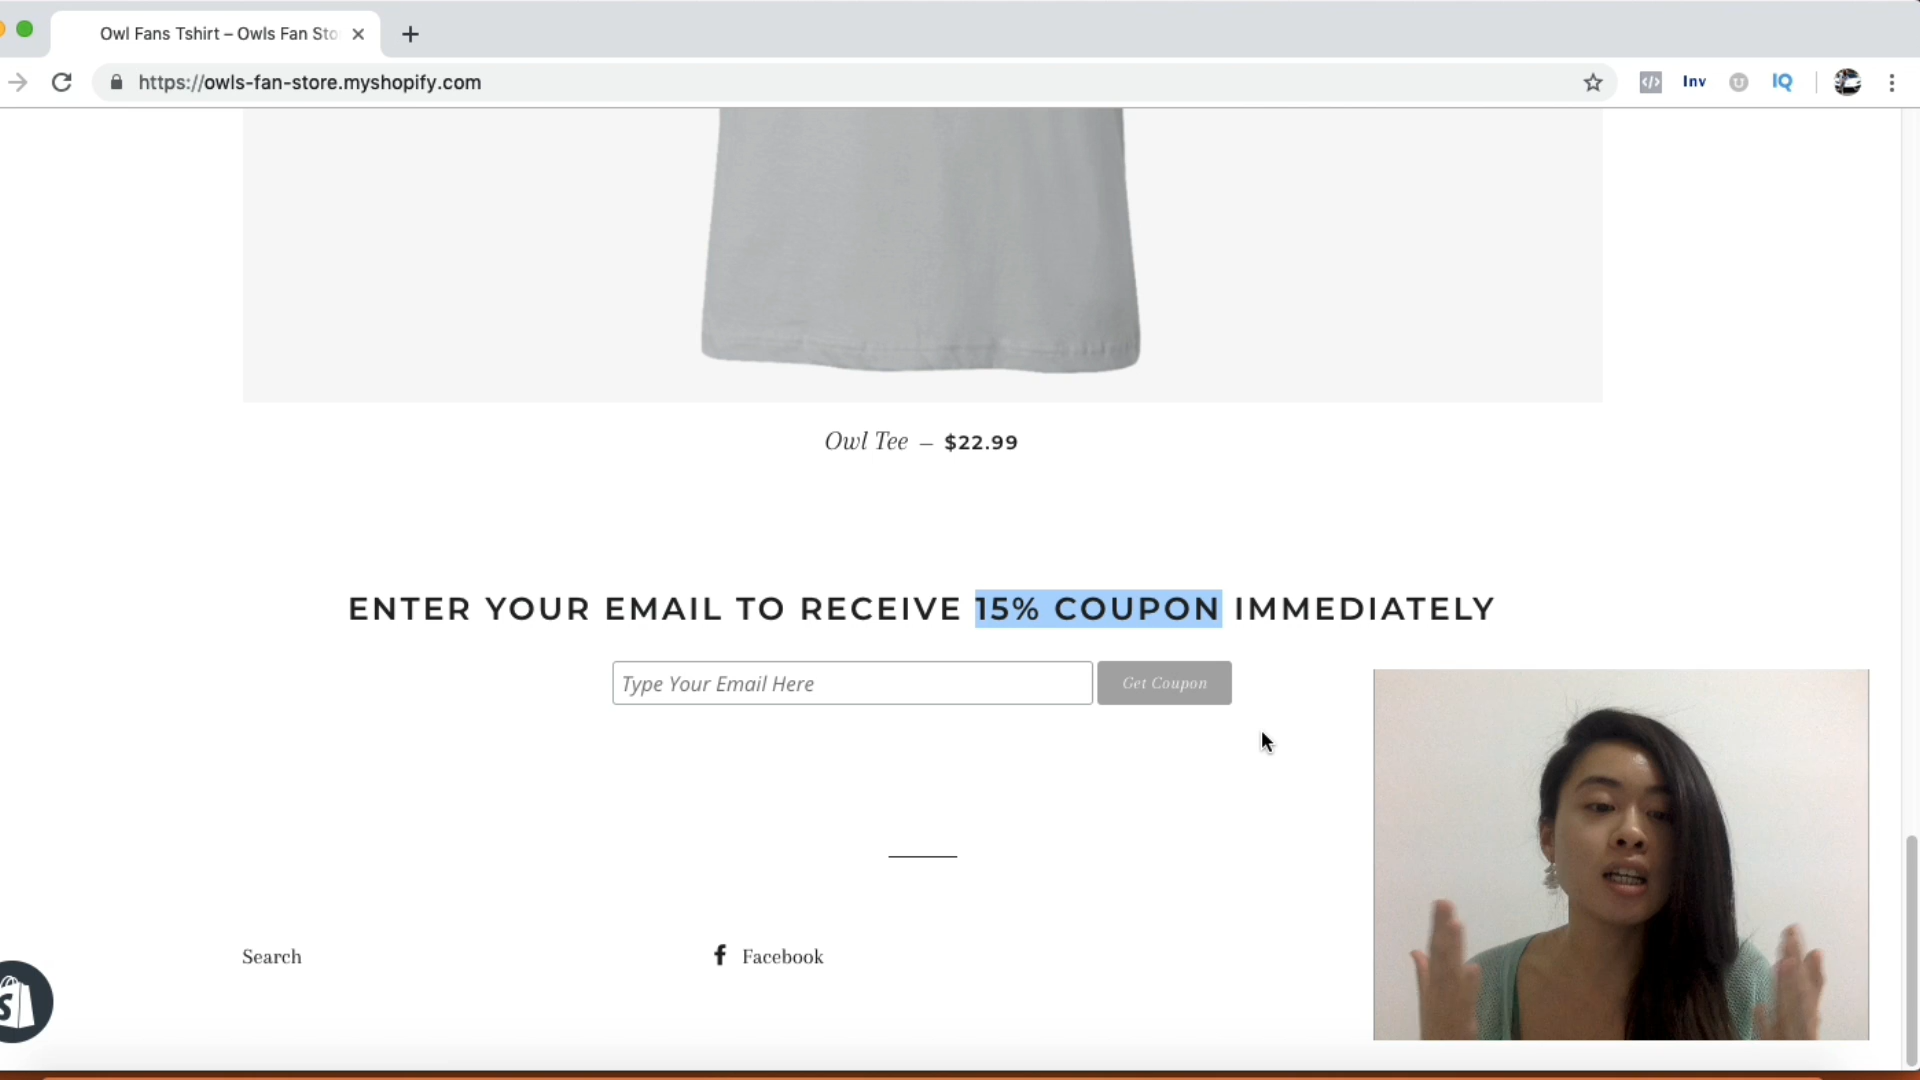 Owl Fans Tshirt – Owls Fan Sto
https://owls-fan-store.myshopify.com
Inv
IQ
Owl Tee – $22.99
ENTER YOUR EMAIL TO RECEIVE 15% COUPON IMMEDIATELY
Type Your Email Here
Get Coupon
Search
Facebook